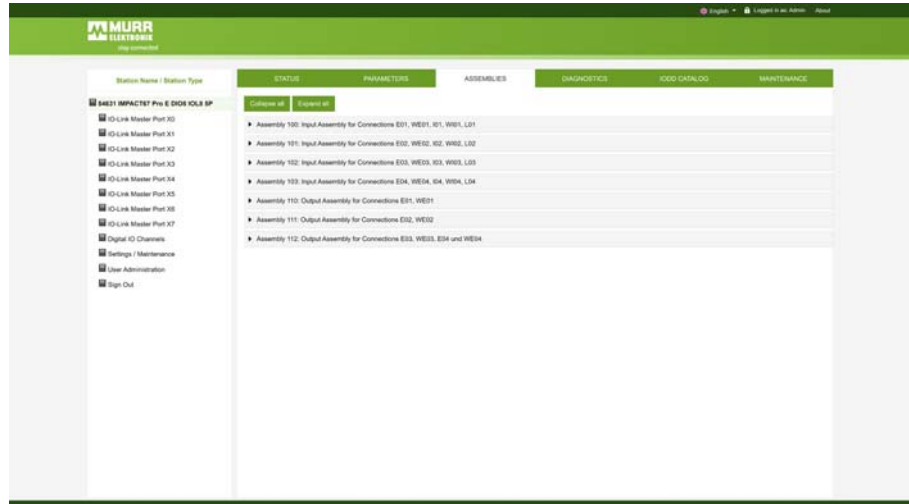 English
Logged in as: Admin
About
MURR
ELEKTRONIK
stay connected
Station Name / Station Type
STATUS
PARAMETERS
ASSEMBLIES
DIAGNOSTICS
IODD CATALOG
MAINTENANCE
54631 IMPACT67 Pro E DIO8 IOL8 5P
IO-Link Master Port X0
IO-Link Master Port X1
IO-Link Master Port X2
IO-Link Master Port X3
IO-Link Master Port X4
IO-Link Master Port X5
IO-Link Master Port X6
IO-Link Master Port X7
Digital IO Channels
Settings / Maintenance
User Administration
Sign Out
Collapse all
Expand all
Assembly 100: Input Assembly for Connections E01, WE01, I01, WI01, L01
Assembly 101: Input Assembly for Connections E02, WE02, I02, WI02, L02
Assembly 102: Input Assembly for Connections E03, WE03, I03, WI03, L03
Assembly 103: Input Assembly for Connections E04, WE04, I04, WI04, L04
Assembly 110: Output Assembly for Connections E01, WE01
Assembly 111: Output Assembly for Connections E02, WE02
Assembly 112: Output Assembly for Connections E03, WE03, E04 und WE04